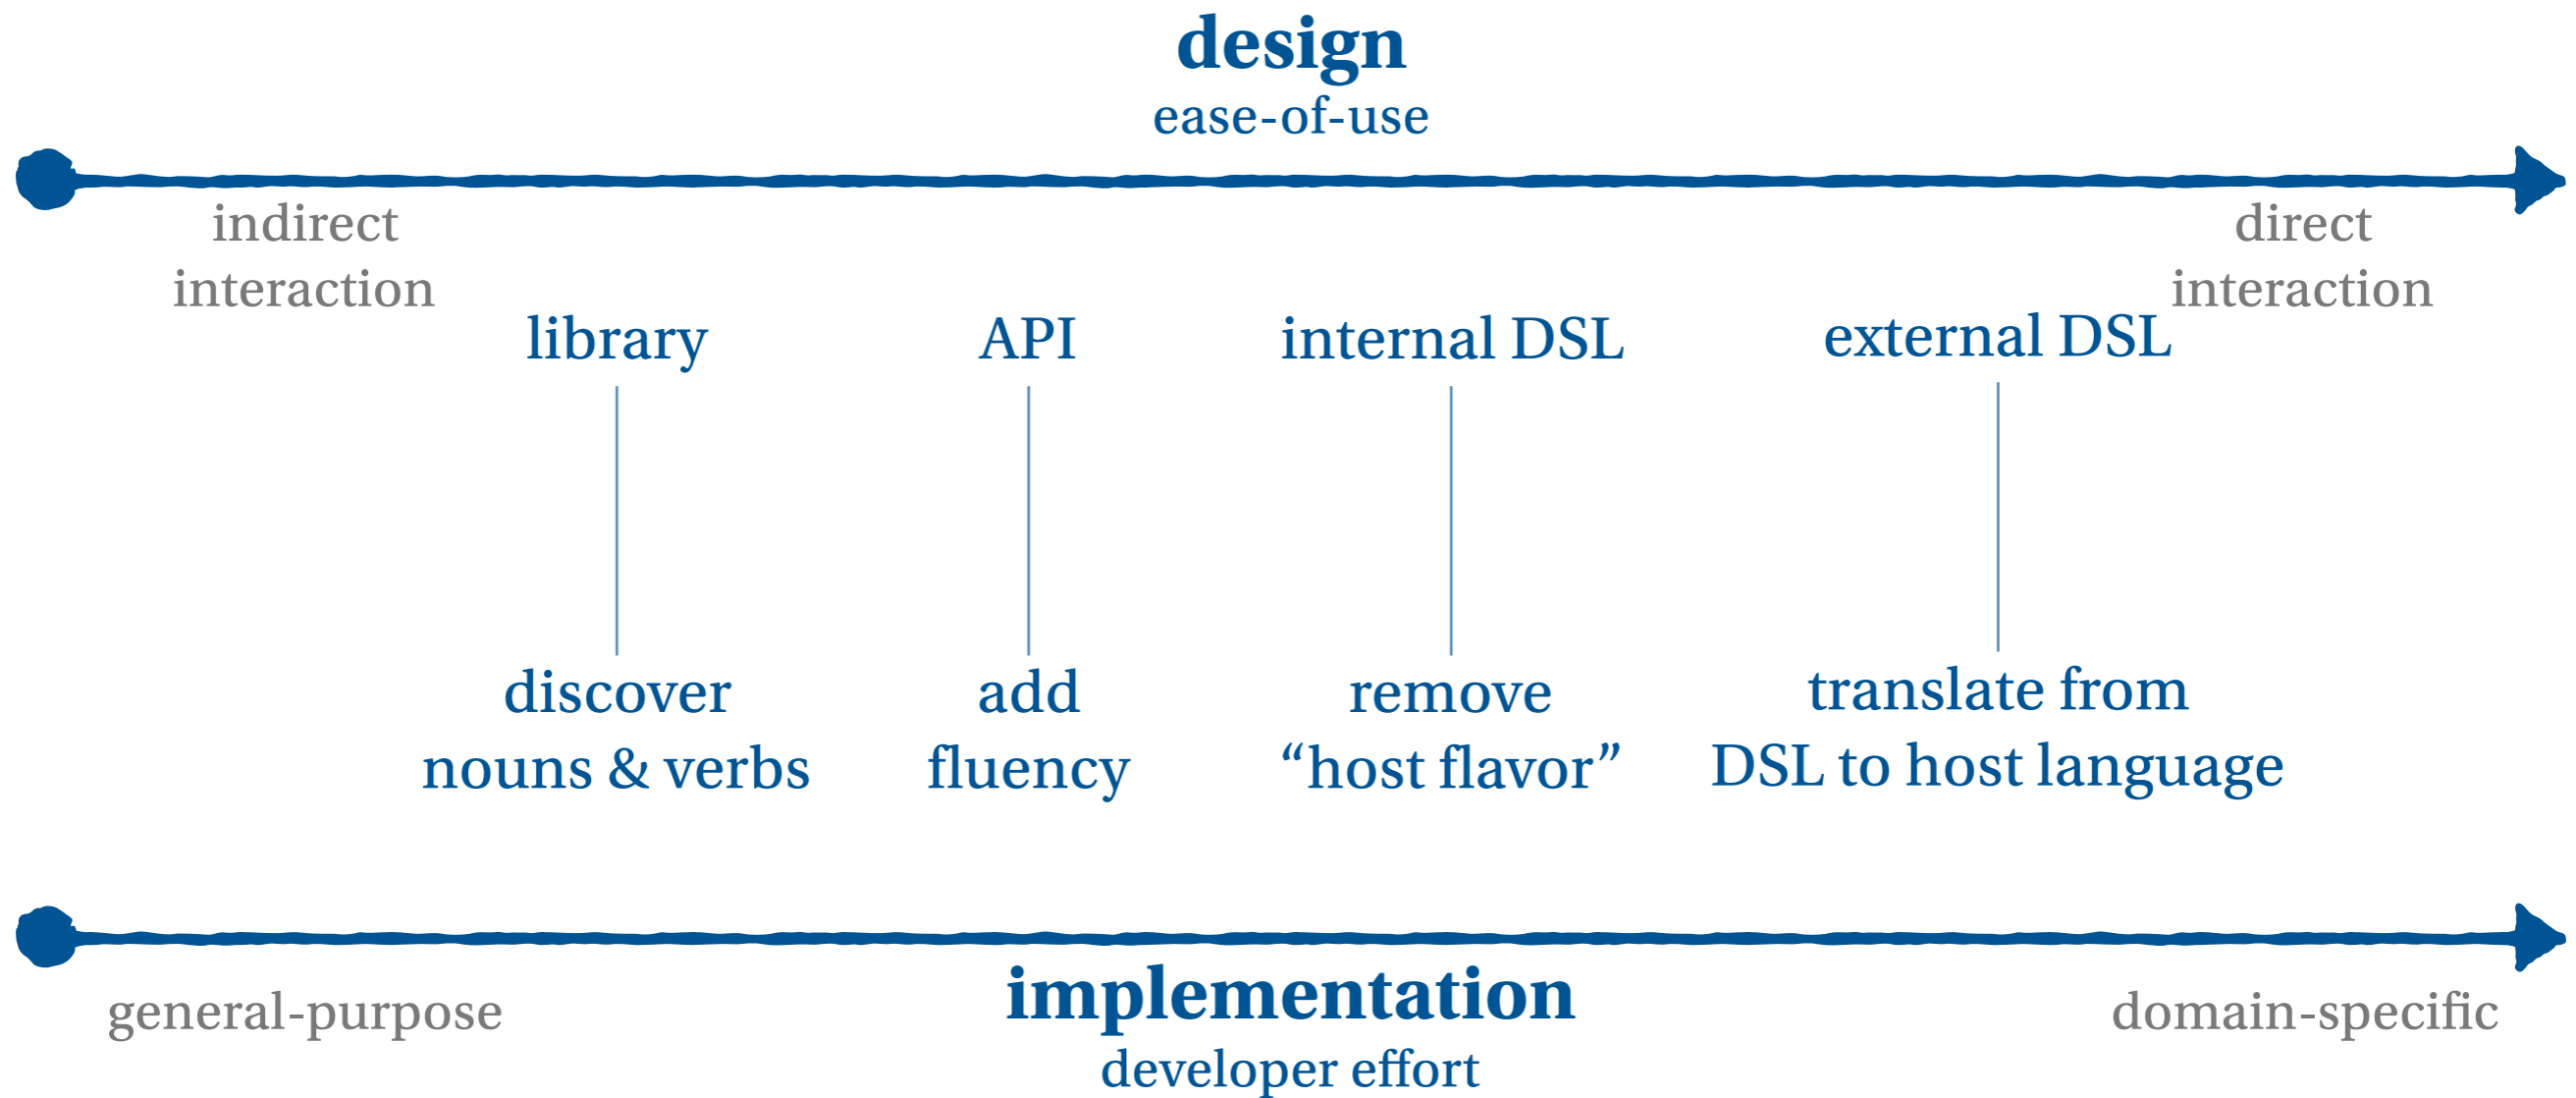 design
ease-of-use
indirect
interaction
direct
interaction
library
API
internal DSL
external DSL
discover
nouns & verbs
add
fluency
remove
“host flavor”
translate from
DSL to host language
general-purpose
implementation
developer effort
domain-specific